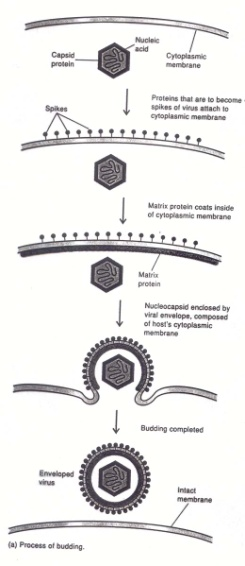 Nucleic
acid
Capsid
protein
Cytoplasmic
membrane
Proteins that are to become
spikes of virus attach to
cytoplasmic membrane
Spikes
Matrix protein coats inside
of cytoplasmic membrane
Matrix
protein
Nucleocapsid enclosed by
viral envelope, composed
of host's cytoplasmic
membrane
Budding completed
Enveloped
virus
Intact
membrane
(a) Process of budding.